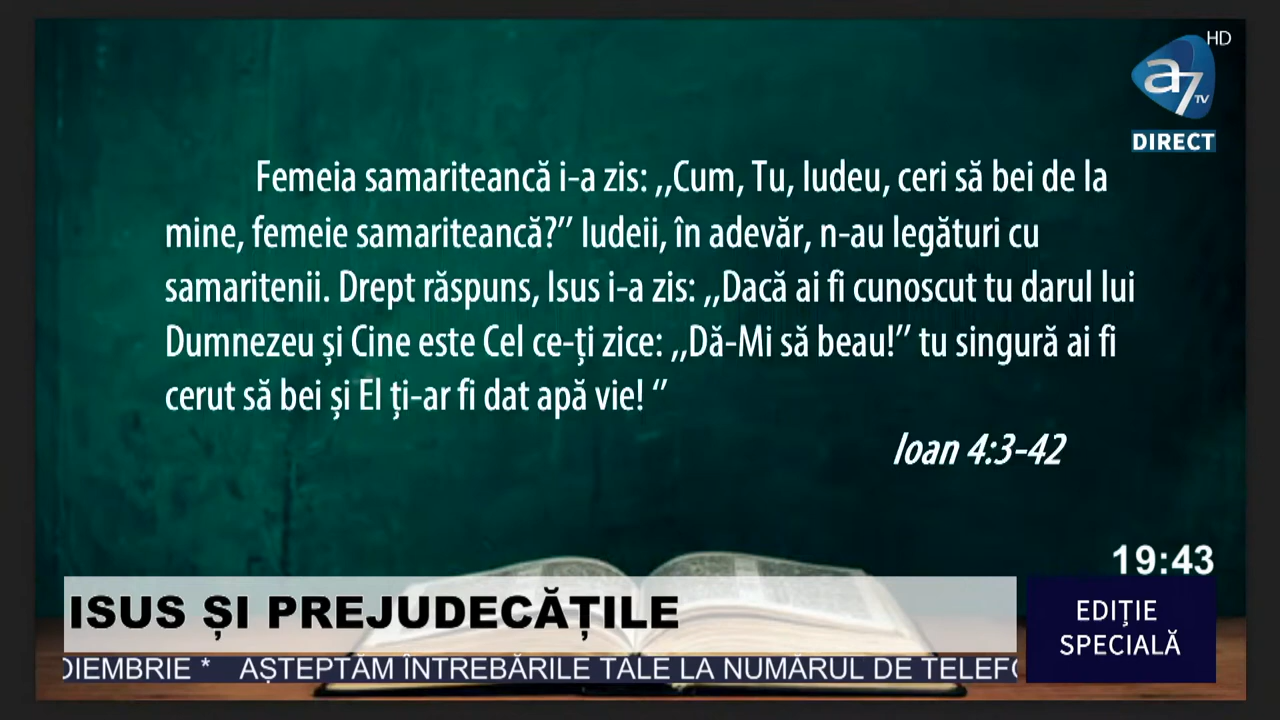 HD
a7 TV
DIRECT
Femeia samariteancă i-a zis: ,,Cum, Tu, Iudeu, ceri să bei de la
mine, femeie samariteancă?’’ Iudeii, în adevăr, n-au legături cu
samaritenii. Drept răspuns, Isus i-a zis: ,,Dacă ai fi cunoscut tu darul lui
Dumnezeu și Cine este Cel ce-ți zice: ,,Dă-Mi să beau!’’ tu singură ai fi
cerut să bei și El ți-ar fi dat apă vie! ‘’
Ioan 4:3-42
19:43
ISUS ȘI PREJUDECĂȚILE
EDIȚIE
SPECIALĂ
OIEMBRIE * AȘTEPTĂM ÎNTREBĂRILE TALE LA NUMĂRUL DE TELEFO